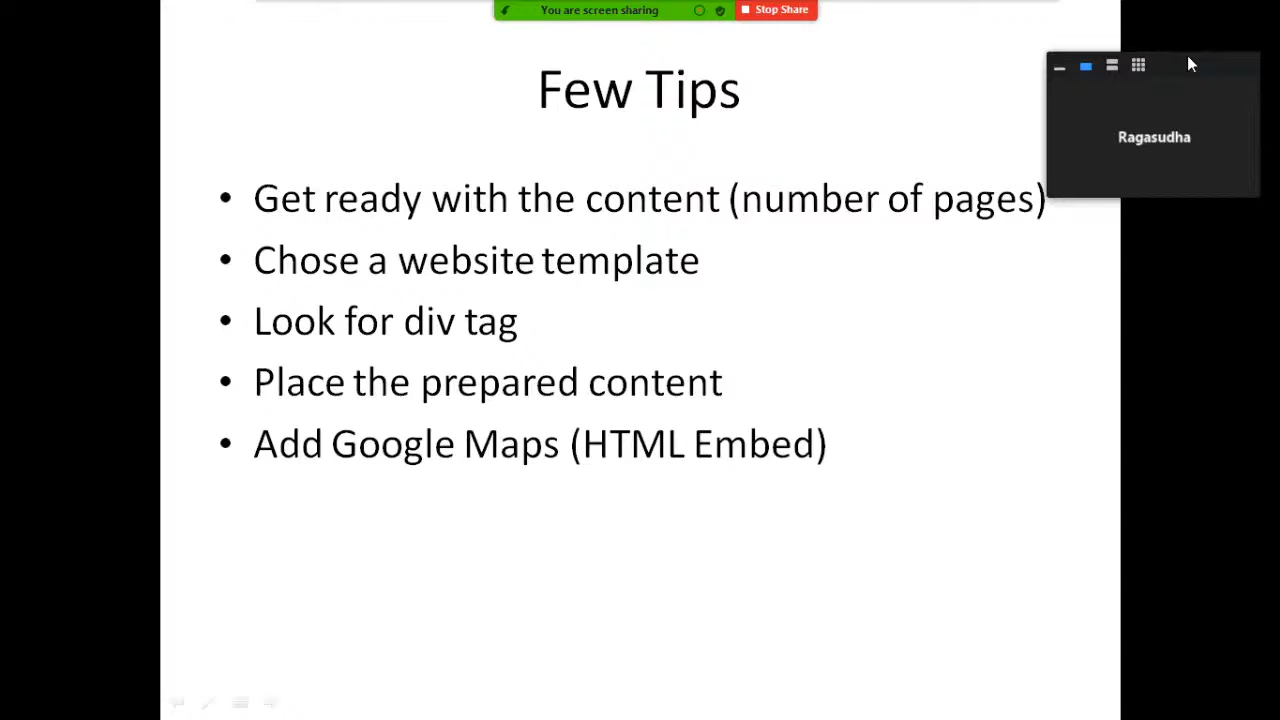 You are screen sharing
Stop Share
Few Tips
Ragasudha
• Get ready with the content (number of pages)
• Chose a website template
• Look for div tag
• Place the prepared content
• Add Google Maps (HTML Embed)